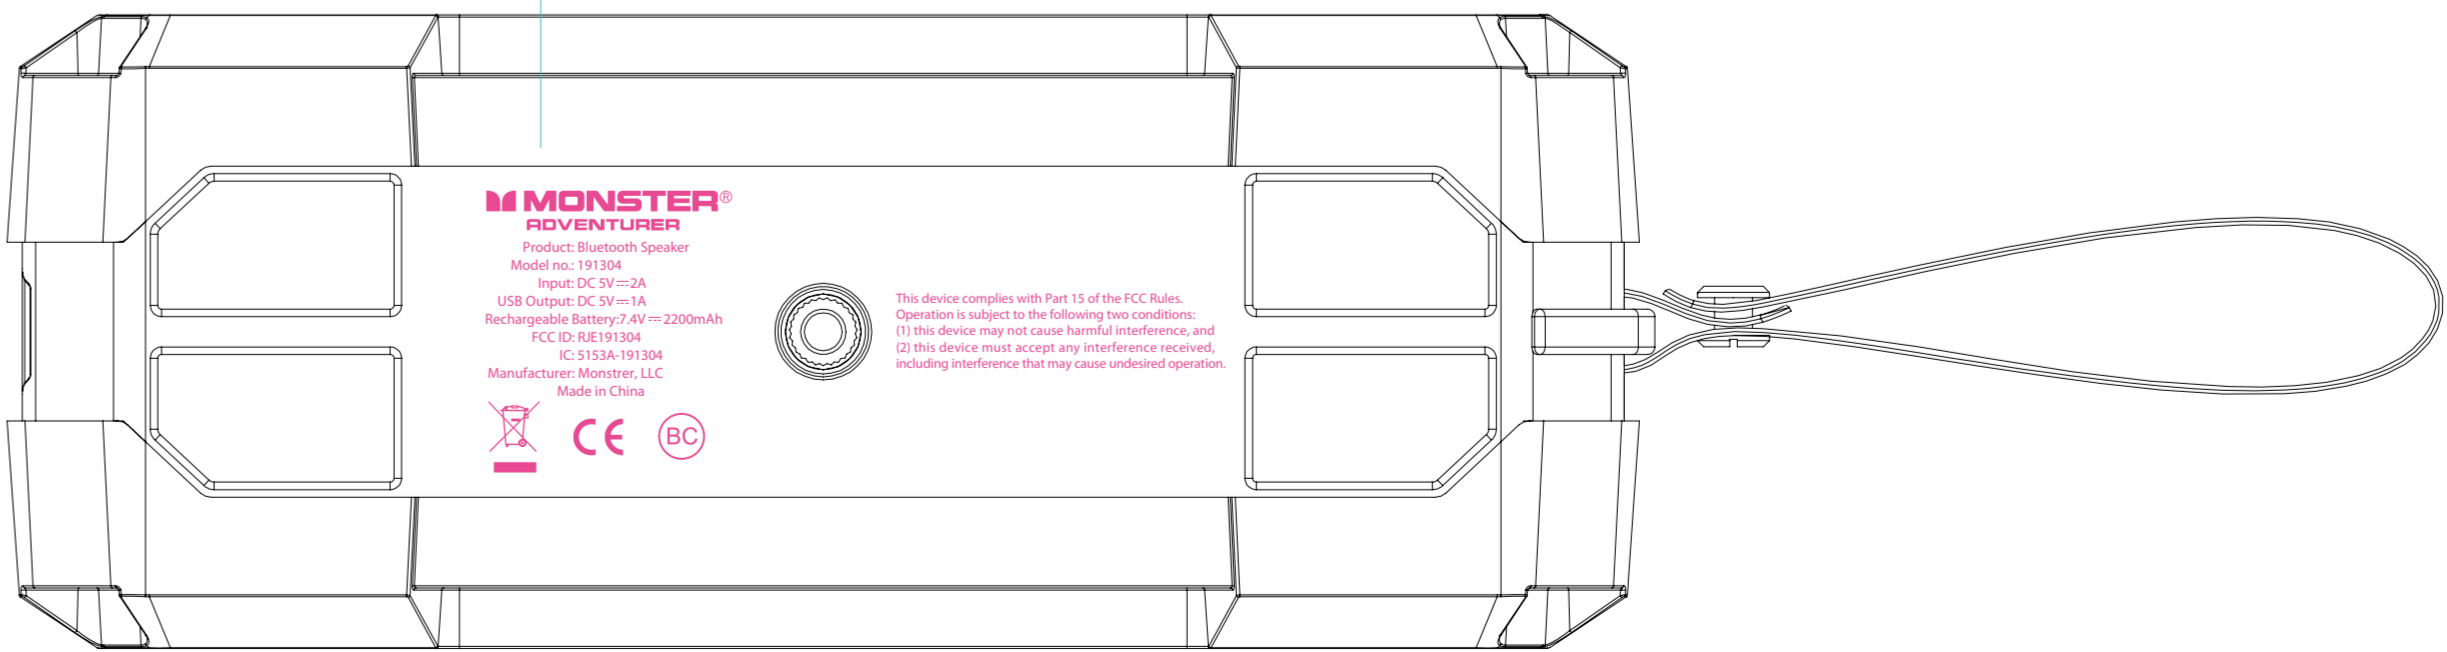 MONSTER®
ADVENTURER
Product: Bluetooth Speaker
Model no.: 191304
Input: DC 5V⎓2A
USB Output: DC 5V⎓1A
Rechargeable Battery:7.4V ⎓ 2200mAh
FCC ID: RJE191304
IC: 5153A-191304
Manufacturer: Monstrer, LLC
Made in China
CE
BC
This device complies with Part 15 of the FCC Rules.
Operation is subject to the following two conditions:
(1) this device may not cause harmful interference, and
(2) this device must accept any interference received,
including interference that may cause undesired operation.